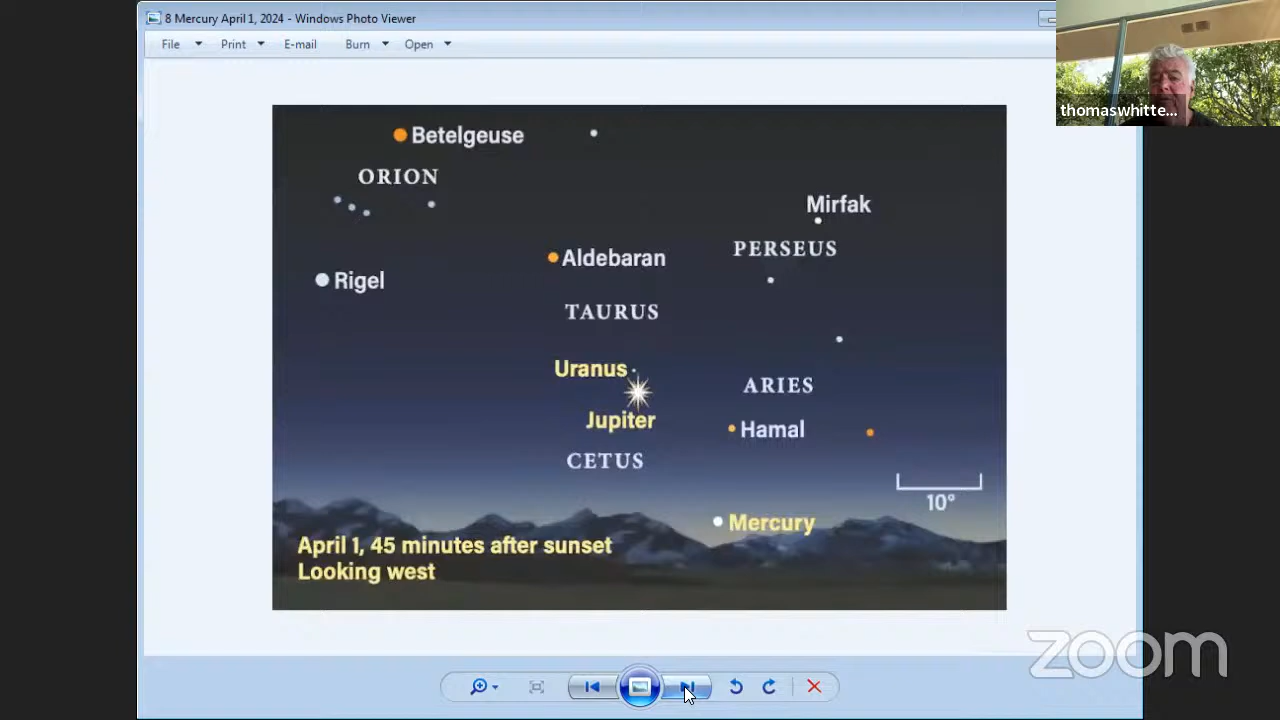 8 Mercury April 1, 2024 - Windows Photo Viewer
File Print E-mail Burn Open
thomaswhitte...
Betelgeuse
ORION
Mirfak
PERSEUS
Aldebaran
Rigel
TAURUS
Uranus
ARIES
Jupiter
Hamal
CETUS
10°
Mercury
April 1, 45 minutes after sunset
Looking west
zoom